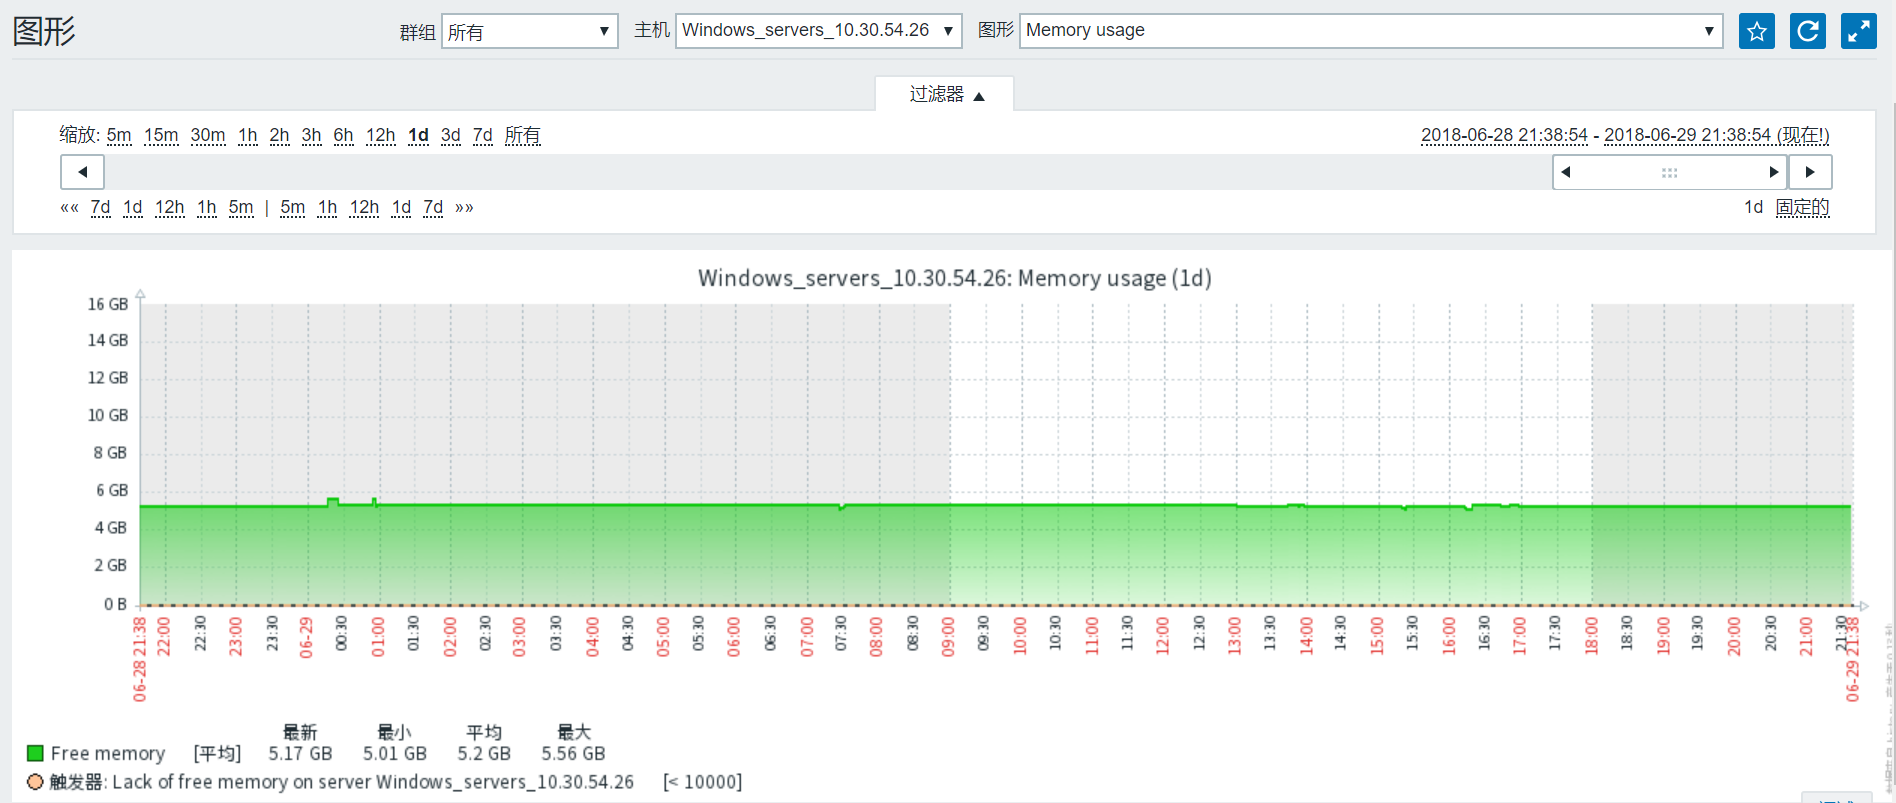 图形
群组 所有 主机 Windows_servers_10.30.54.26 图形 Memory usage
过滤器
缩放: 5m 15m 30m 1h 2h 3h 6h 12h 1d 3d 7d 所有 2018-06-28 21:38:54 - 2018-06-29 21:38:54 (现在!)
«« 7d 1d 12h 1h 5m | 5m 1h 12h 1d 7d »» 1d 固定的
Windows_servers_10.30.54.26: Memory usage (1d)
16 GB
14 GB
12 GB
10 GB
8 GB
6 GB
4 GB
2 GB
0 B
06-28 21:38 22:00 22:30 23:00 23:30 06-29 00:30 01:00 01:30 02:00 02:30 03:00 03:30 04:00 04:30 05:00 05:30 06:00 06:30 07:00 07:30 08:00 08:30 09:00 09:30 10:00 10:30 11:00 11:30 12:00 12:30 13:00 13:30 14:00 14:30 15:00 15:30 16:00 16:30 17:00 17:30 18:00 18:30 19:00 19:30 20:00 20:30 21:00 21:30 06-29 21:38
最新 最小 平均 最大
Free memory [平均] 5.17 GB 5.01 GB 5.2 GB 5.56 GB
触发器: Lack of free memory on server Windows_servers_10.30.54.26 [< 10000]